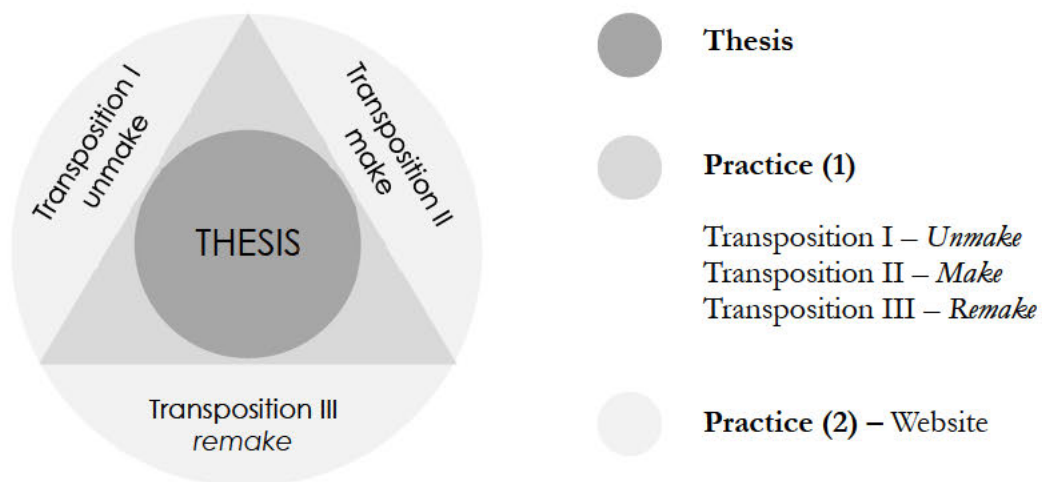 Transposition I
unmake
Transposition II
make
THESIS
Transposition III
remake
Thesis
Practice (1)
Transposition I – Unmake
Transposition II – Make
Transposition III – Remake
Practice (2) – Website